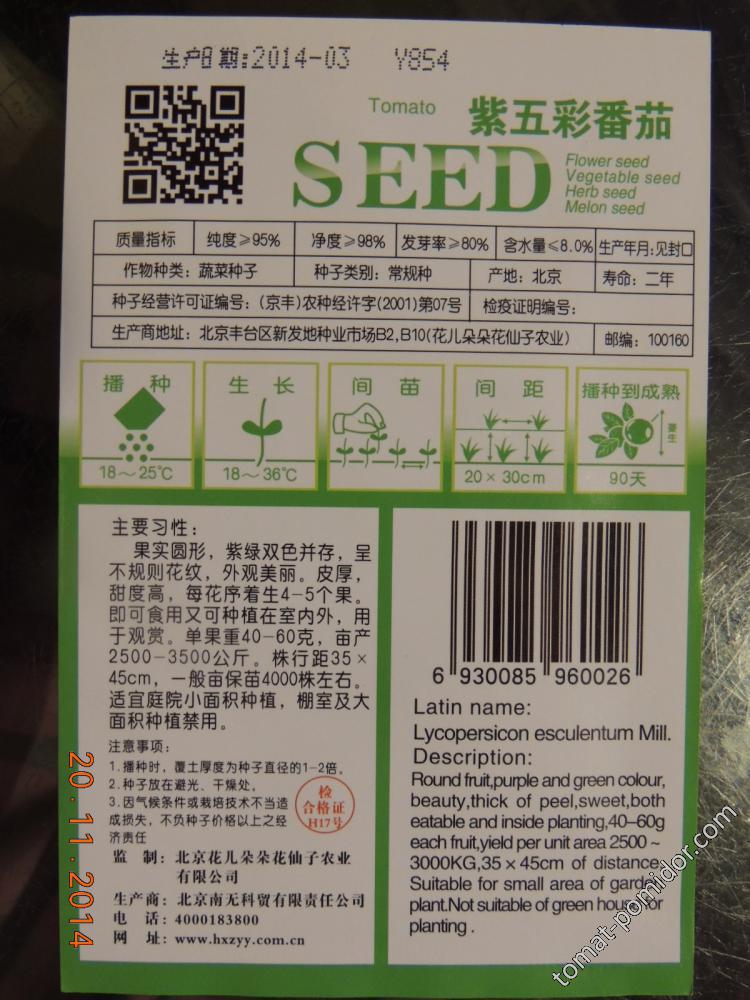 生产日期:2014-03 Y854
Tomato 紫五彩番茄
SEED
Flower seed
Vegetable seed
Herb seed
Melon seed
质量指标 纯度≥95% 净度≥98% 发芽率≥80% 含水量≤8.0% 生产年月:见封口
作物种类：蔬菜种子 种子类别：常规种 产地：北京 寿命：二年
种子经营许可证编号：(京丰)农种经许字(2001)第07号 检疫证明编号：
生产商地址：北京丰台区新发地种业市场B2,B10(花儿朵朵花仙子农业) 邮编：100160
播 种 生 长 间 苗 间 距 播种到成熟
18～25℃ 18～36℃ 20×30cm 90天
主要习性：
果实圆形，紫绿双色并存，呈
不规则花纹，外观美丽。皮厚，
甜度高，每花序着生4-5个果。
即可食用又可种植在室内外，用
于观赏。单果重40-60克，亩产
2500-3500公斤。株行距35×
45cm，一般亩保苗4000株左右。
适宜庭院小面积种植，棚室及大
面积种植禁用。
注意事项：
1.播种时，覆土厚度为种子直径的1-2倍。
2.种子放在避光、干燥处。
3.因气候条件或栽培技术不当造
成损失，不负种子价格以上之经
济责任
检
合格证
H17号
监 制：北京花儿朵朵花仙子农业
有限公司
生产商：北京南无科贸有限责任公司
电 话：4000183800
网 址：www.hxzyy.com.cn
6 930085 960026
Latin name:
Lycopersicon esculentum Mill.
Description:
Round fruit,purple and green colour,
beauty,thick of peel,sweet,both
eatable and inside planting,40-60g
each fruit,yield per unit area 2500~
3000KG,35×45cm of distance.
Suitable for small area of garden
plant.Not suitable of green house for
planting.
20.11.2014
tomat-pomidor.com